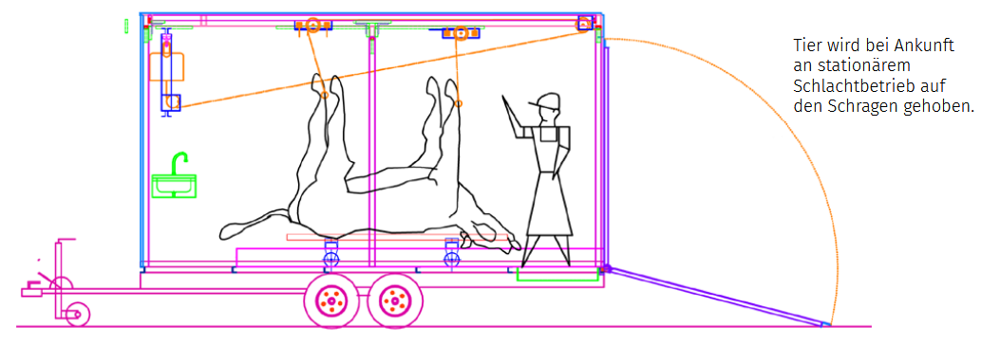 Tier wird bei Ankunft
an stationärem
Schlachtbetrieb auf
den Schragen gehoben.